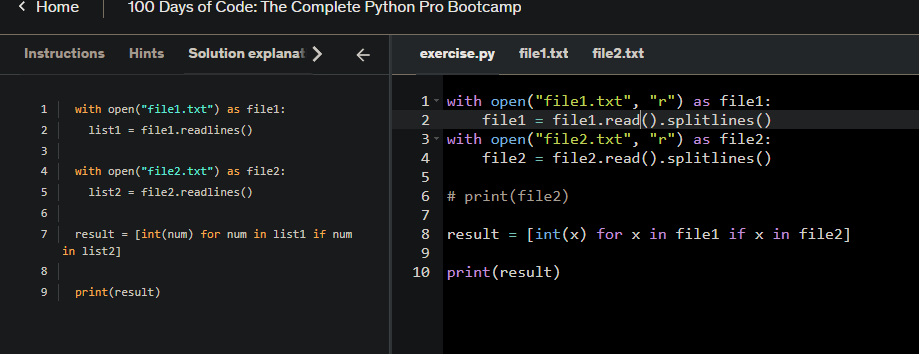 < Home 100 Days of Code: The Complete Python Pro Bootcamp
Instructions Hints Solution explanat
1 with open("file1.txt") as file1:
2 list1 = file1.readlines()
3
4 with open("file2.txt") as file2:
5 list2 = file2.readlines()
6
7 result = [int(num) for num in list1 if num
in list2]
8
9 print(result)
exercise.py file1.txt file2.txt
1 with open("file1.txt", "r") as file1:
2 file1 = file1.read().splitlines()
3 with open("file2.txt", "r") as file2:
4 file2 = file2.read().splitlines()
5
6 # print(file2)
7
8 result = [int(x) for x in file1 if x in file2]
9
10 print(result)